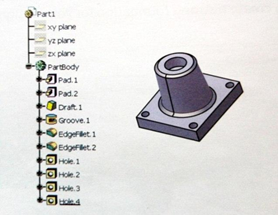 Part1
xy plane
yz plane
zx plane
PartBody
Pad.1
Pad.2
Draft.1
Groove.1
EdgeFillet.1
EdgeFillet.2
Hole.1
Hole.2
Hole.3
Hole.4